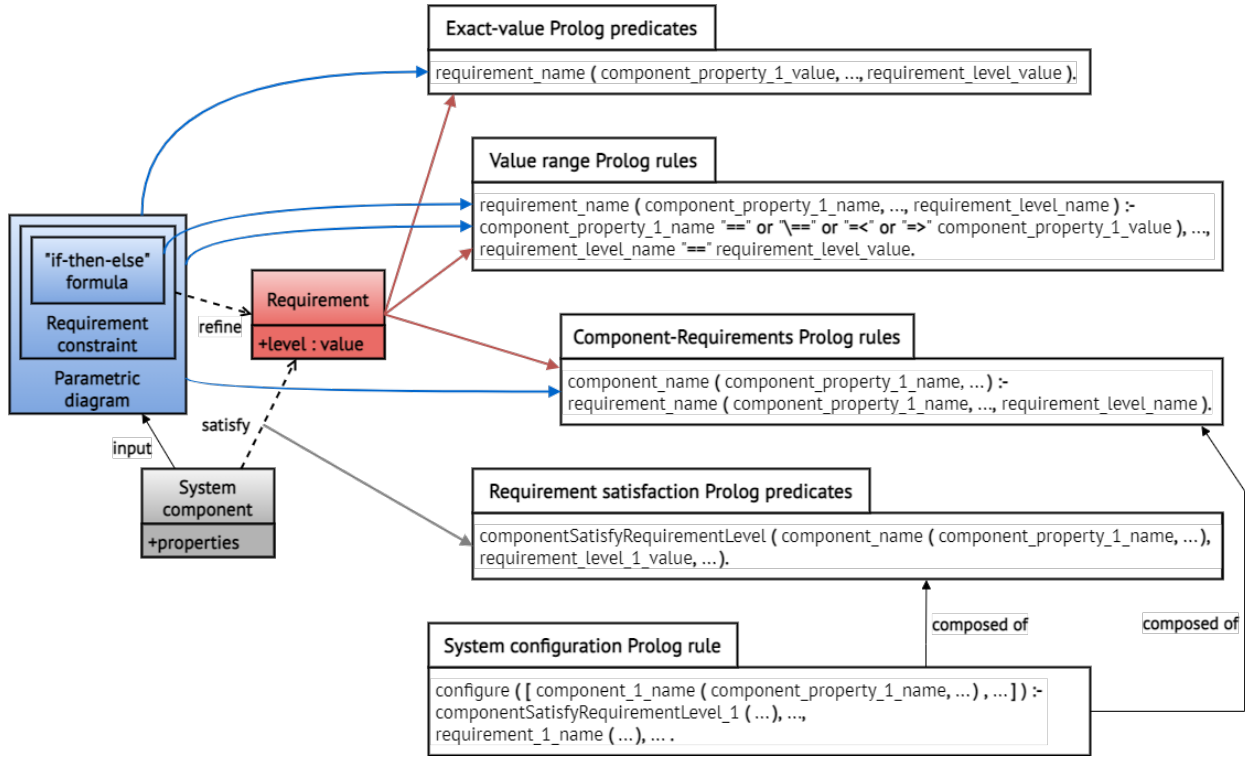 Exact-value Prolog predicates
requirement_name ( component_property_1_value, ..., requirement_level_value ).
Value range Prolog rules
requirement_name ( component_property_1_name, ..., requirement_level_name ) :-
component_property_1_name "==" or "\==" or "=<" or "=>" component_property_1_value ), ...,
requirement_level_name "==" requirement_level_value.
"if-then-else"
formula
Requirement
constraint
Parametric
diagram
refine
Requirement
+level : value
Component-Requirements Prolog rules
component_name ( component_property_1_name, ... ) :-
requirement_name ( component_property_1_name, ..., requirement_level_name ).
satisfy
input
System
component
+properties
Requirement satisfaction Prolog predicates
componentSatisfyRequirementLevel ( component_name ( component_property_1_name, ...),
requirement_level_1_value, ... ).
composed of
composed of
System configuration Prolog rule
configure ( [ component_1_name ( component_property_1_name, ...) , ... ] ) :-
componentSatisfyRequirementLevel_1 ( ...), ...,
requirement_1_name ( ...), ... .